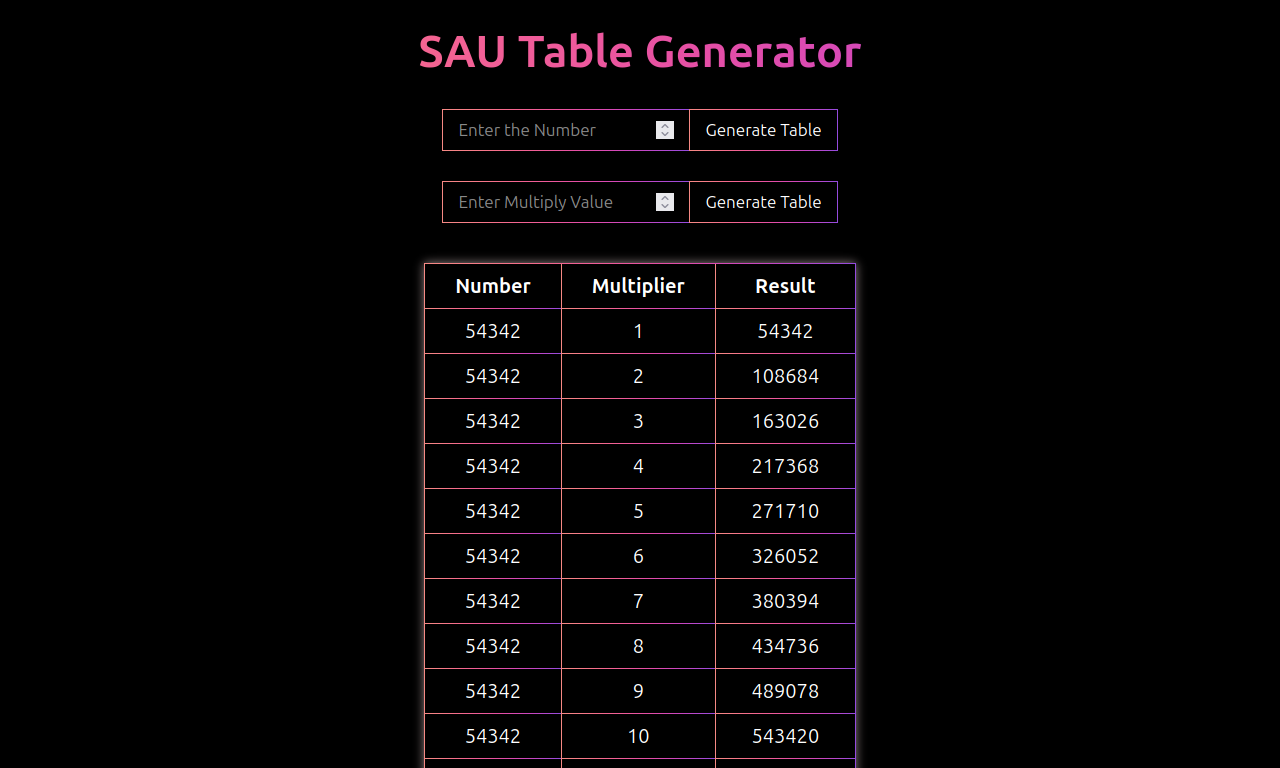 SAU Table Generator
Enter the Number Generate Table
Enter Multiply Value Generate Table
Number Multiplier Result
54342 1 54342
54342 2 108684
54342 3 163026
54342 4 217368
54342 5 271710
54342 6 326052
54342 7 380394
54342 8 434736
54342 9 489078
54342 10 543420